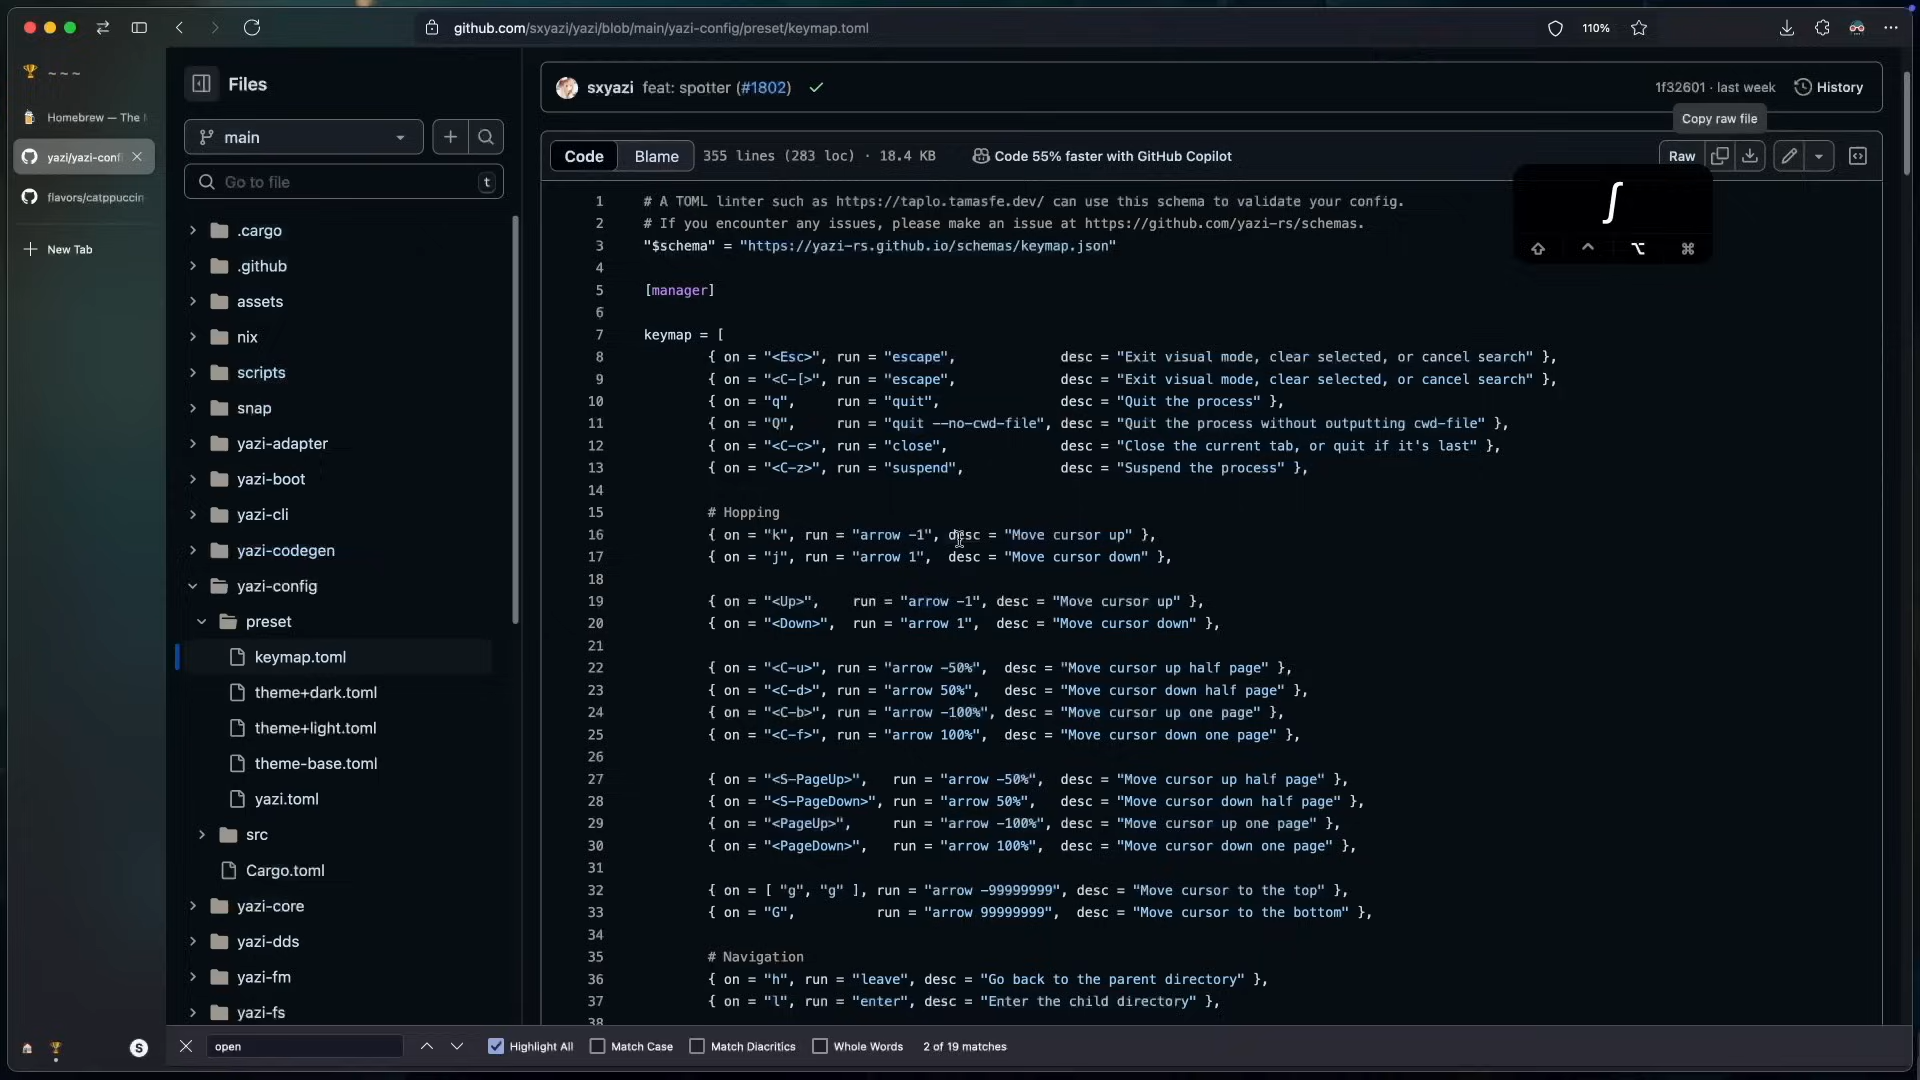 github.com/sxyazi/yazi/blob/main/yazi-config/preset/keymap.toml
110%
~ ~ ~
Homebrew — The
yazi/yazi-conf
flavors/catppuccin
New Tab
Files
main
Go to file
t
.cargo
.github
assets
nix
scripts
snap
yazi-adapter
yazi-boot
yazi-cli
yazi-codegen
yazi-config
preset
keymap.toml
theme+dark.toml
theme+light.toml
theme-base.toml
yazi.toml
src
Cargo.toml
yazi-core
yazi-dds
yazi-fm
yazi-fs
sxyazi feat: spotter (#1802)
1f32601 · last week
History
Copy raw file
Code
Blame
355 lines (283 loc) · 18.4 KB
Code 55% faster with GitHub Copilot
Raw
∫
⇧ ^ ⌥ ⌘
1 # A TOML linter such as https://taplo.tamasfe.dev/ can use this schema to validate your config.
2 # If you encounter any issues, please make an issue at https://github.com/yazi-rs/schemas.
3 "$schema" = "https://yazi-rs.github.io/schemas/keymap.json"
4
5 [manager]
6
7 keymap = [
8 { on = "<Esc>", run = "escape", desc = "Exit visual mode, clear selected, or cancel search" },
9 { on = "<C-[>", run = "escape", desc = "Exit visual mode, clear selected, or cancel search" },
10 { on = "q", run = "quit", desc = "Quit the process" },
11 { on = "Q", run = "quit --no-cwd-file", desc = "Quit the process without outputting cwd-file" },
12 { on = "<C-c>", run = "close", desc = "Close the current tab, or quit if it's last" },
13 { on = "<C-z>", run = "suspend", desc = "Suspend the process" },
14
15 # Hopping
16 { on = "k", run = "arrow -1", desc = "Move cursor up" },
17 { on = "j", run = "arrow 1", desc = "Move cursor down" },
18
19 { on = "<Up>", run = "arrow -1", desc = "Move cursor up" },
20 { on = "<Down>", run = "arrow 1", desc = "Move cursor down" },
21
22 { on = "<C-u>", run = "arrow -50%", desc = "Move cursor up half page" },
23 { on = "<C-d>", run = "arrow 50%", desc = "Move cursor down half page" },
24 { on = "<C-b>", run = "arrow -100%", desc = "Move cursor up one page" },
25 { on = "<C-f>", run = "arrow 100%", desc = "Move cursor down one page" },
26
27 { on = "<S-PageUp>", run = "arrow -50%", desc = "Move cursor up half page" },
28 { on = "<S-PageDown>", run = "arrow 50%", desc = "Move cursor down half page" },
29 { on = "<PageUp>", run = "arrow -100%", desc = "Move cursor up one page" },
30 { on = "<PageDown>", run = "arrow 100%", desc = "Move cursor down one page" },
31
32 { on = [ "g", "g" ], run = "arrow -99999999", desc = "Move cursor to the top" },
33 { on = "G", run = "arrow 99999999", desc = "Move cursor to the bottom" },
34
35 # Navigation
36 { on = "h", run = "leave", desc = "Go back to the parent directory" },
37 { on = "l", run = "enter", desc = "Enter the child directory" },
38
S
open
Highlight All
Match Case
Match Diacritics
Whole Words
2 of 19 matches